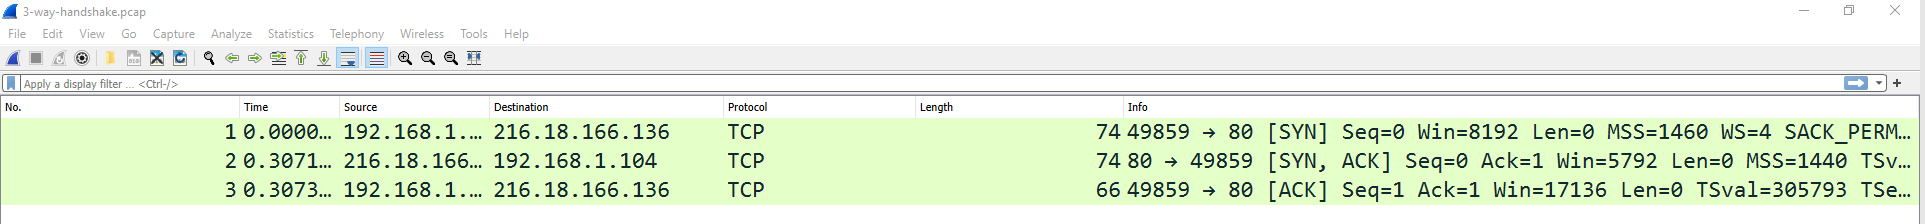 3-way-handshake.pcap
File Edit View Go Capture Analyze Statistics Telephony Wireless Tools Help
Apply a display filter ... <Ctrl-/>
No. Time Source Destination Protocol Length Info
1 0.0000… 192.168.1.… 216.18.166.136 TCP 74 49859 → 80 [SYN] Seq=0 Win=8192 Len=0 MSS=1460 WS=4 SACK_PERM…
2 0.3071… 216.18.166… 192.168.1.104 TCP 74 80 → 49859 [SYN, ACK] Seq=0 Ack=1 Win=5792 Len=0 MSS=1440 TSv…
3 0.3073… 192.168.1.… 216.18.166.136 TCP 66 49859 → 80 [ACK] Seq=1 Ack=1 Win=17136 Len=0 TSval=305793 TSe…